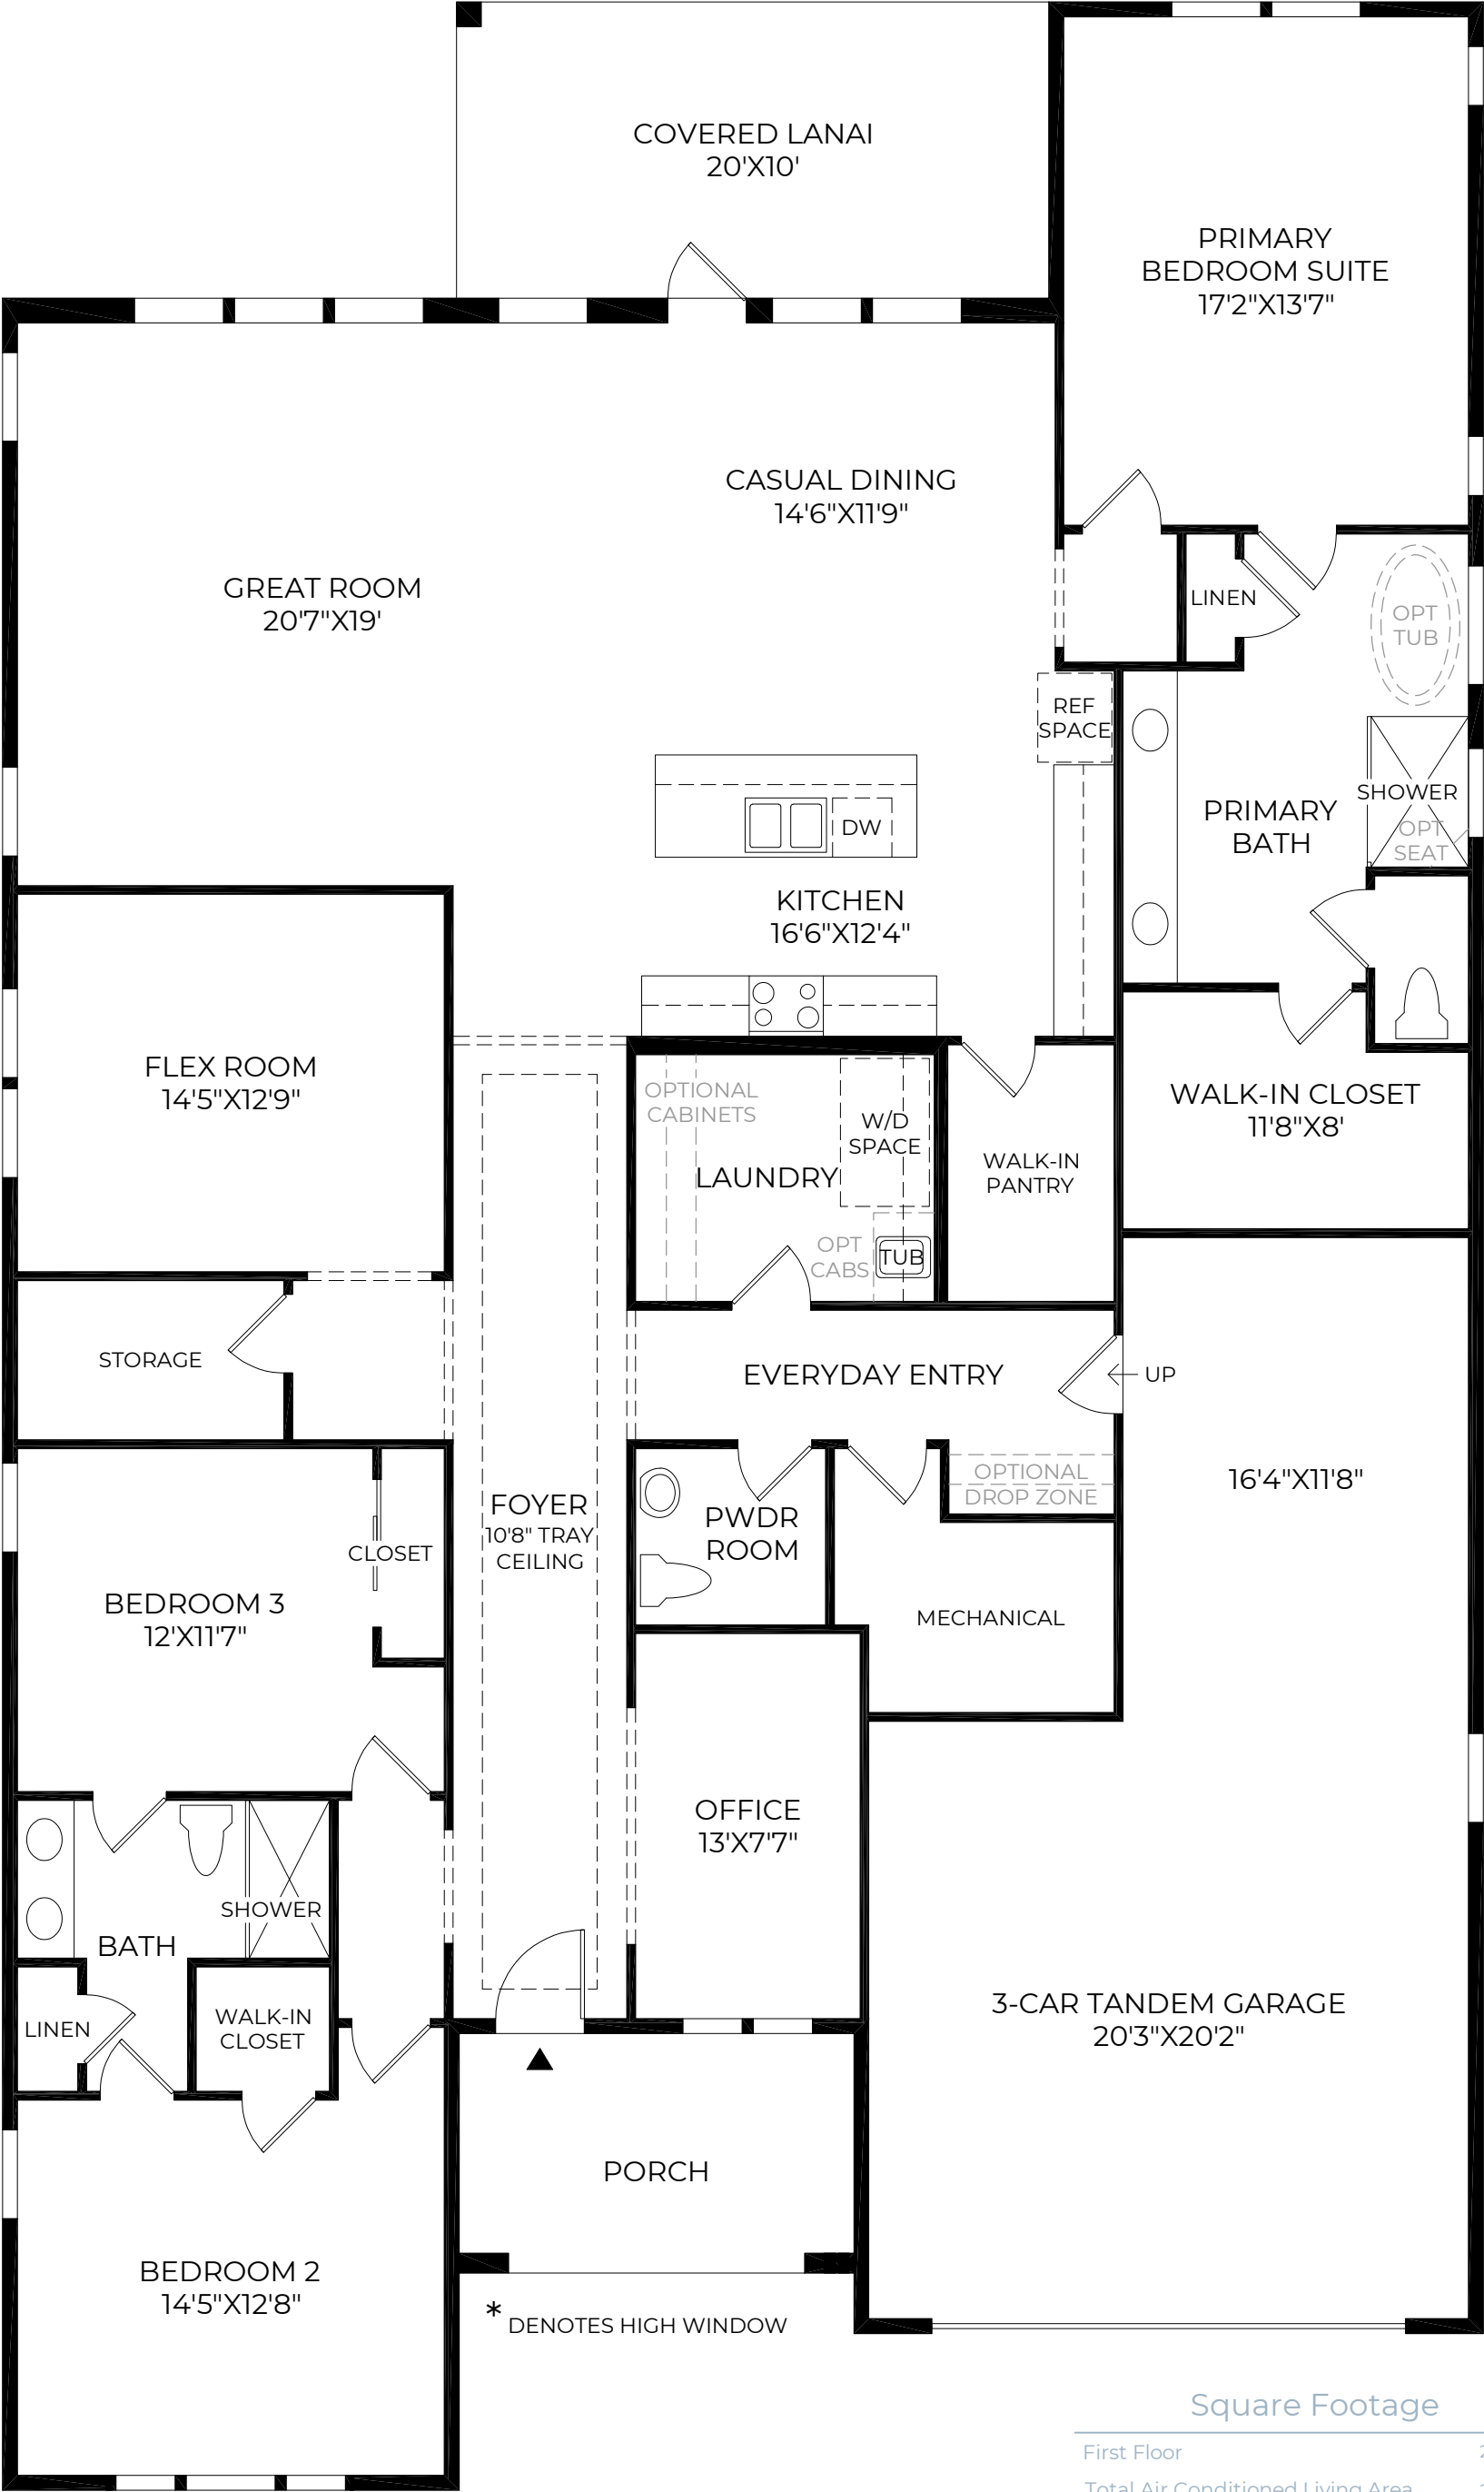 COVERED LANAI
20'X10'
PRIMARY
BEDROOM SUITE
17'2"X13'7"
CASUAL DINING
14'6"X11'9"
GREAT ROOM
20'7"X19'
LINEN
OPT
TUB
REF
SPACE
DW
SHOWER
OPT
SEAT
PRIMARY
BATH
KITCHEN
16'6"X12'4"
FLEX ROOM
14'5"X12'9"
OPTIONAL
CABINETS
W/D
SPACE
LAUNDRY
OPT
CABS
TUB
WALK-IN
PANTRY
WALK-IN CLOSET
11'8"X8'
STORAGE
EVERYDAY ENTRY
UP
OPTIONAL
DROP ZONE
16'4"X11'8"
FOYER
10'8" TRAY
CEILING
PWDR
ROOM
CLOSET
BEDROOM 3
12'X11'7"
MECHANICAL
OFFICE
13'X7'7"
SHOWER
BATH
LINEN
WALK-IN
CLOSET
3-CAR TANDEM GARAGE
20'3"X20'2"
PORCH
BEDROOM 2
14'5"X12'8"
* DENOTES HIGH WINDOW
Square Footage
First Floor
Total Air Conditioned Living Area